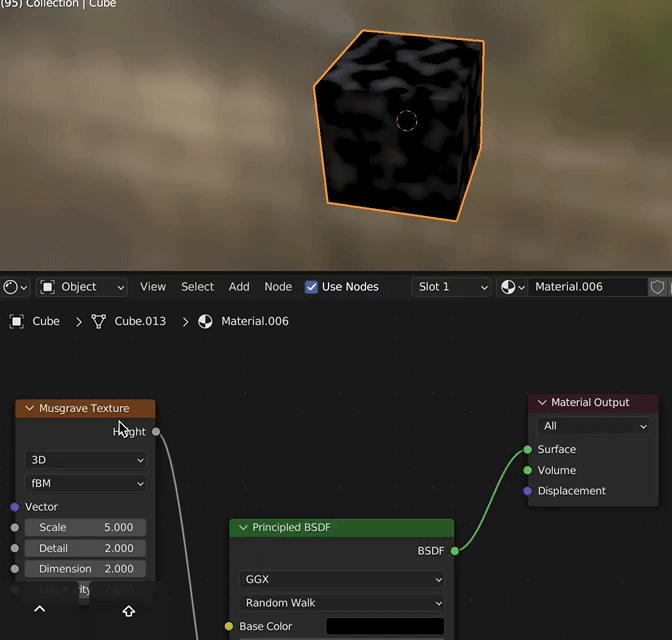 (95) Collection | Cube
Object View Select Add Node Use Nodes Slot 1 Material.006
Cube > Cube.013 > Material.006
Musgrave Texture
Height
3D
fBM
Vector
Scale 5.000
Detail 2.000
Dimension 2.000
Principled BSDF
BSDF
GGX
Random Walk
Base Color
Material Output
All
Surface
Volume
Displacement